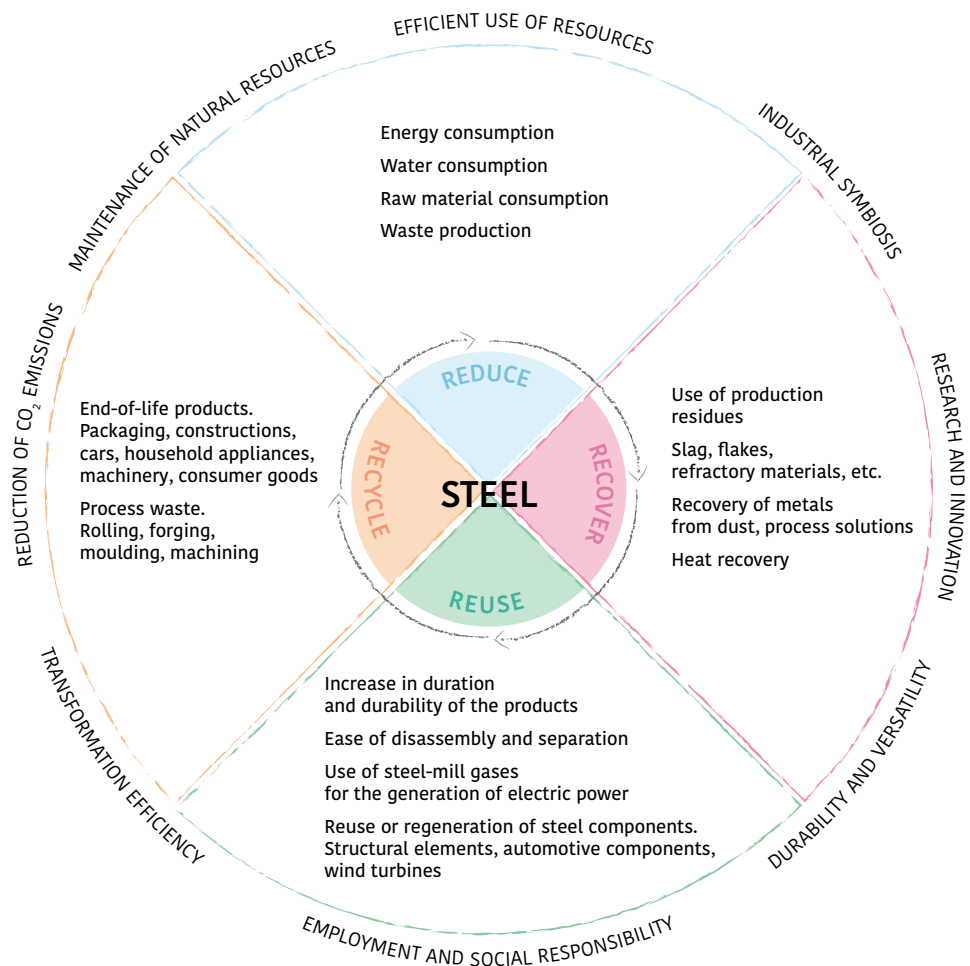 EFFICIENT USE OF RESOURCES
INDUSTRIAL SYMBIOSIS
RESEARCH AND INNOVATION
DURABILITY AND VERSATILITY
EMPLOYMENT AND SOCIAL RESPONSIBILITY
TRANSFORMATION EFFICIENCY
REDUCTION OF CO₂ EMISSIONS
MAINTENANCE OF NATURAL RESOURCES
Energy consumption
Water consumption
Raw material consumption
Waste production
REDUCE
Use of production
residues
Slag, flakes,
refractory materials, etc.
Recovery of metals
from dust, process solutions
Heat recovery
RECOVER
STEEL
RECYCLE
End-of-life products.
Packaging, constructions,
cars, household appliances,
machinery, consumer goods
Process waste.
Rolling, forging,
moulding, machining
REUSE
Increase in duration
and durability of the products
Ease of disassembly and separation
Use of steel-mill gases
for the generation of electric power
Reuse or regeneration of steel components.
Structural elements, automotive components,
wind turbines